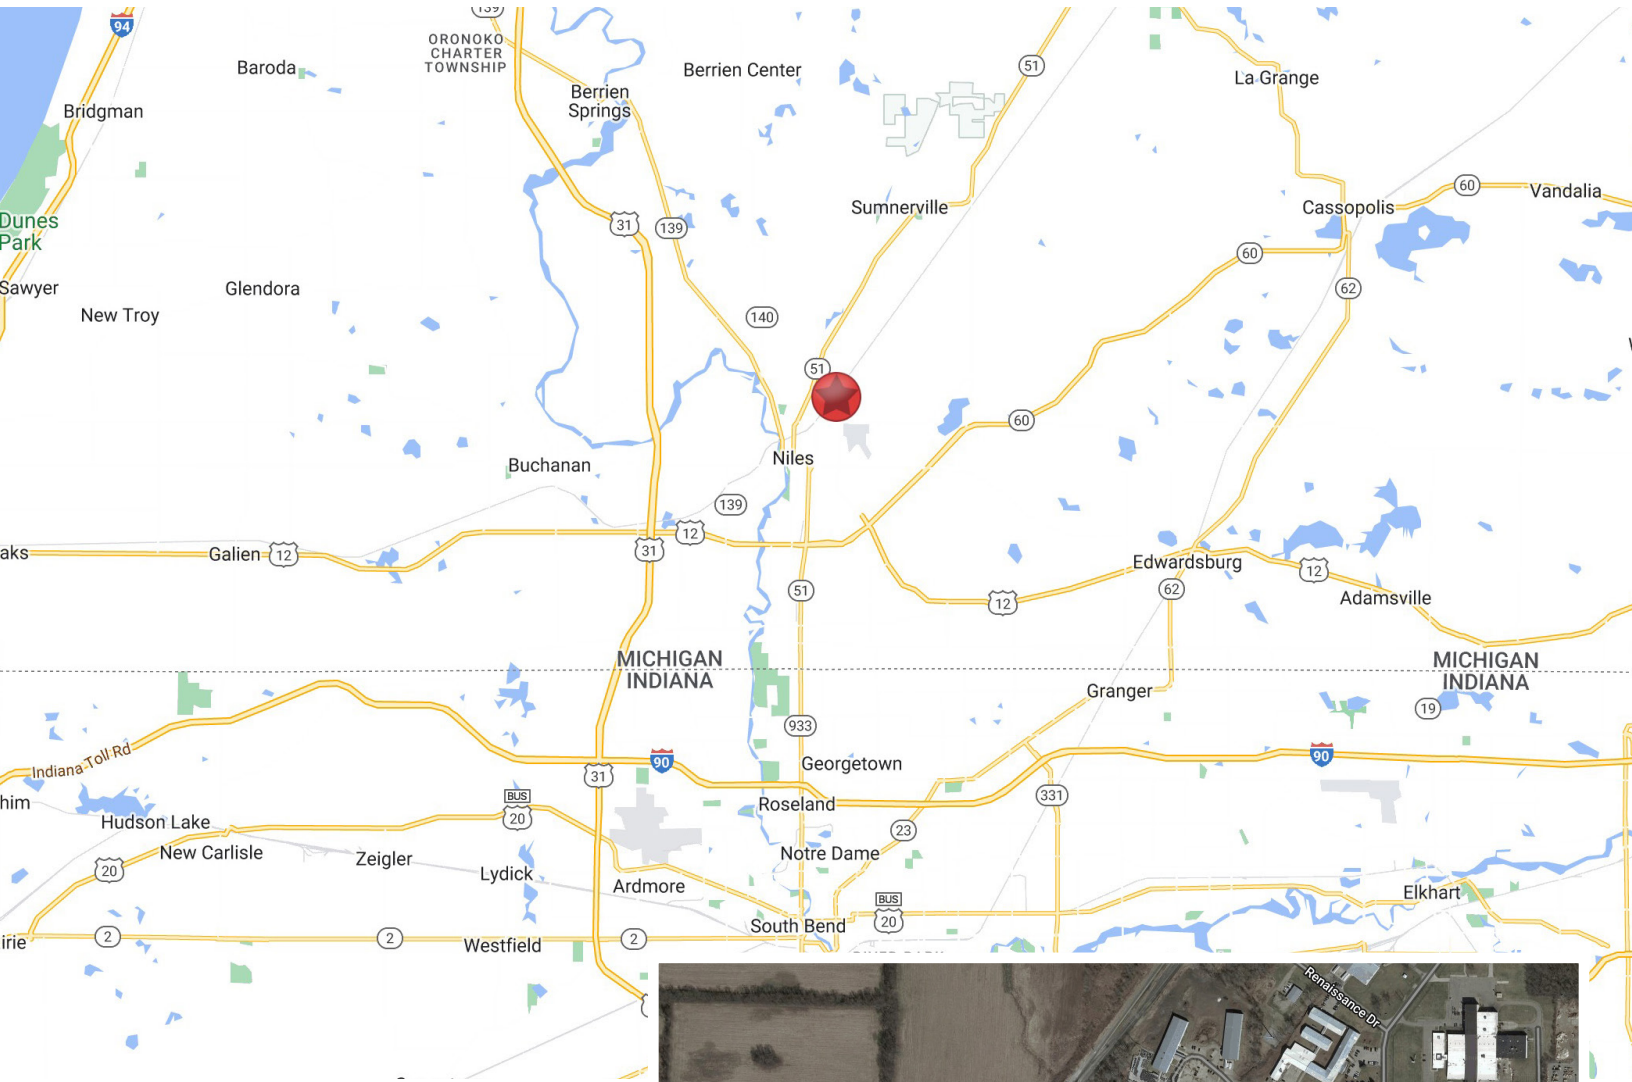 139
94
ORONOKO
CHARTER
TOWNSHIP
Baroda
Berrien Center
51
La Grange
Bridgman
Berrien
Springs
60
Vandalia
Sumnerville
Cassopolis
Dunes
Park
31
139
60
Sawyer
Glendora
62
New Troy
140
51
60
Niles
Buchanan
139
12
31
aks
Galien
12
Edwardsburg
12
51
12
62
Adamsville
MICHIGAN
INDIANA
MICHIGAN
INDIANA
Granger
19
933
Indiana Toll Rd
90
Georgetown
90
31
him
BUS
20
Roseland
331
Hudson Lake
23
New Carlisle
Zeigler
Notre Dame
20
Lydick
Ardmore
BUS
20
Elkhart
South Bend
irie
2
2
Westfield
2
Renaissance Dr